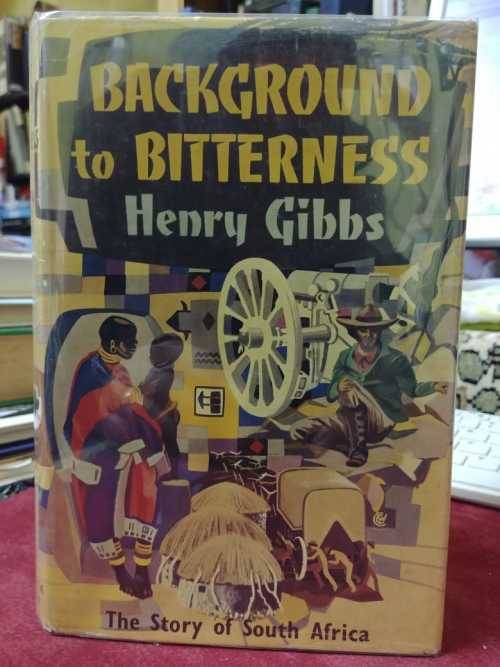 BACKGROUND
to BITTERNESS
Henry Gibbs
The Story of South Africa